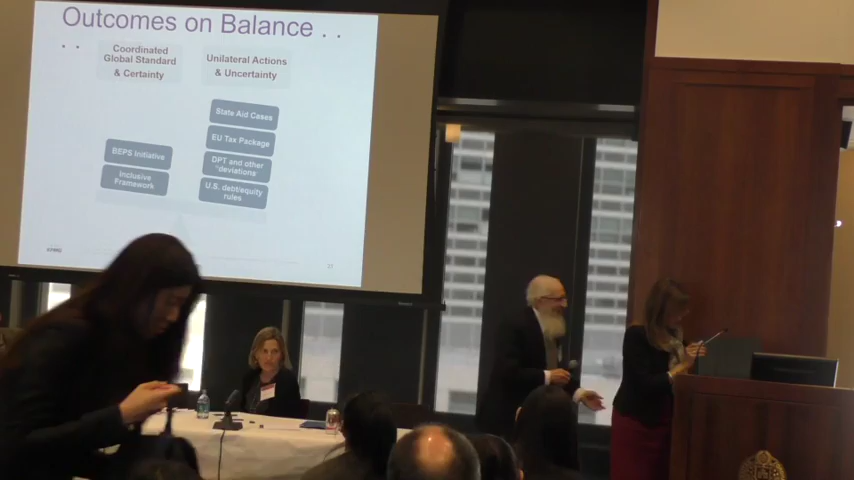 Outcomes on Balance . .
. .
Coordinated
Global Standard
& Certainty
Unilateral Actions
& Uncertainty
State Aid Cases
EU Tax Package
DPT and other
"deviations"
U.S. debt/equity
rules
BEPS Initiative
Inclusive
Framework
KPMG